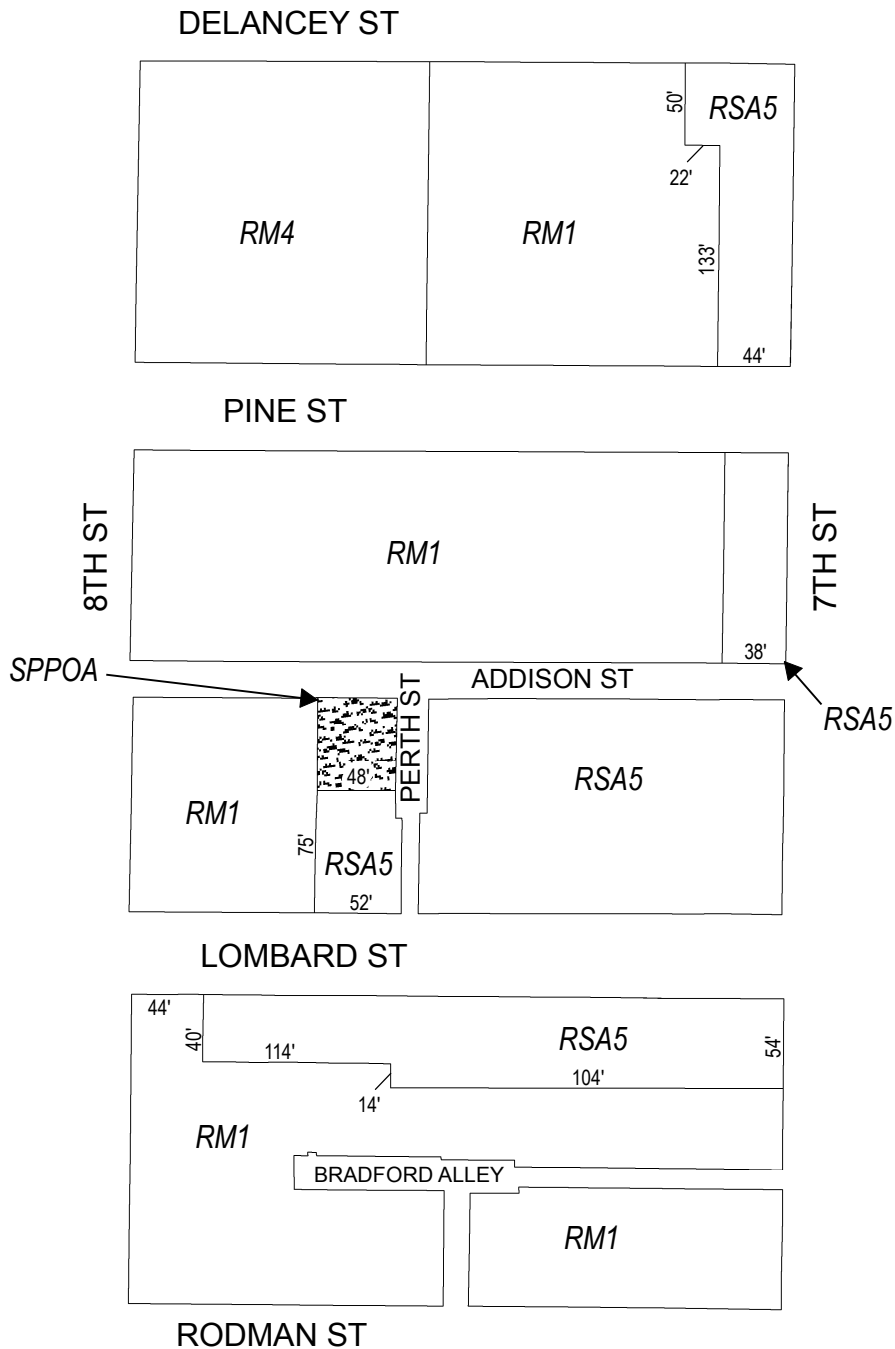 DELANCEY ST
50'
RSA5
22'
RM4
RM1
133'
44'
PINE ST
8TH ST
RM1
7TH ST
38'
SPPOA
ADDISON ST
RSA5
PERTH ST
48'
RSA5
RM1
75'
RSA5
52'
LOMBARD ST
44'
40'
RSA5
54'
114'
104'
14'
RM1
BRADFORD ALLEY
RM1
RODMAN ST